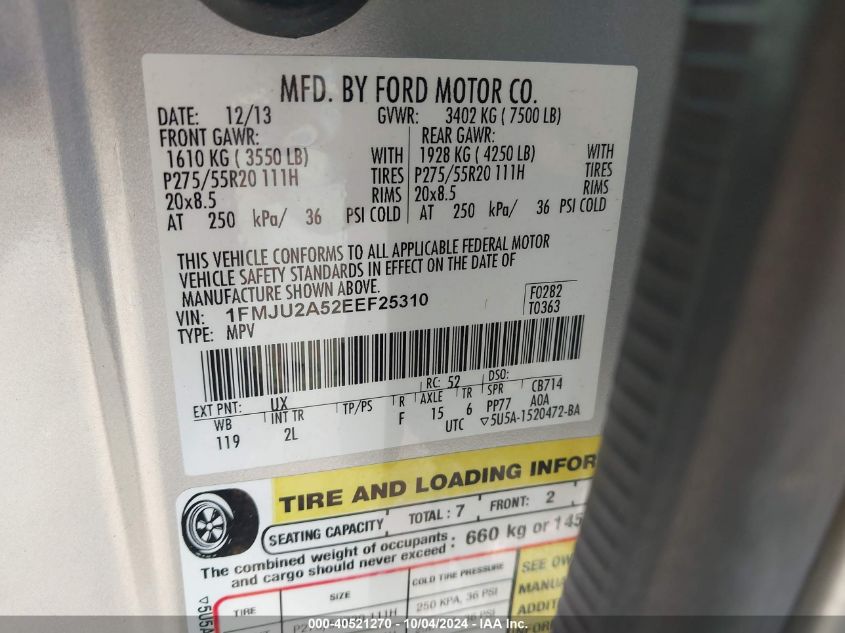 MFD. BY FORD MOTOR CO.
DATE: 12/13 GVWR: 3402 KG ( 7500 LB)
FRONT GAWR: REAR GAWR:
1610 KG ( 3550 LB) WITH 1928 KG ( 4250 LB) WITH
P275/55R20 111H TIRES P275/55R20 111H TIRES
20x8.5 RIMS 20x8.5 RIMS
AT 250 kPa/ 36 PSI COLD AT 250 kPa/ 36 PSI COLD
THIS VEHICLE CONFORMS TO ALL APPLICABLE FEDERAL MOTOR
VEHICLE SAFETY STANDARDS IN EFFECT ON THE DATE OF
MANUFACTURE SHOWN ABOVE.
VIN: 1FMJU2A52EEF25310 F0282
TYPE: MPV T0363
EXT PNT: UX RC: 52 DSO:
WB INT TR TP/PS R AXLE TR SPR CB714
119 2L F 15 6 PP77 A0A
UTC ▽5U5A-1520472-BA
TIRE AND LOADING INFOR
SEATING CAPACITY TOTAL : 7 FRONT: 2
The combined weight of occupants : 660 kg or 145
and cargo should never exceed
▽5U5A
TIRE SIZE COLD TIRE PRESSURE SEE OW
250 KPA, 36 PSI MANUA
ADDIT
000-40521270 - 10/04/2024 - IAA Inc.